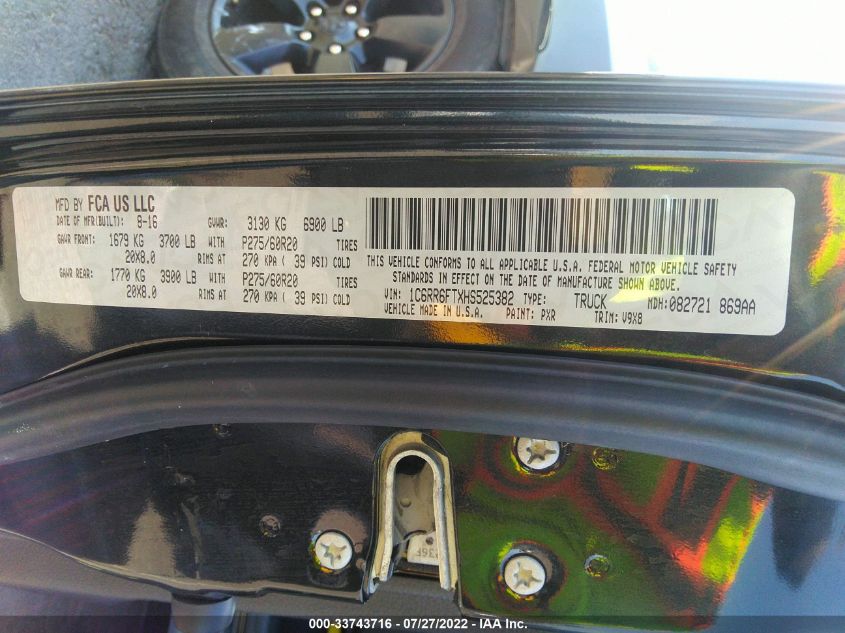 MFD BY FCA US LLC
DATE OF MFR(BUILT): 8-16 GVWR: 3130 KG 6900 LB
GAWR FRONT: 1679 KG 3700 LB WITH P275/60R20 TIRES
20X8.0 RIMS AT 270 KPA ( 39 PSI) COLD
GAWR REAR: 1770 KG 3900 LB WITH P275/60R20 TIRES
20X8.0 RIMS AT 270 KPA ( 39 PSI) COLD
THIS VEHICLE CONFORMS TO ALL APPLICABLE U.S.A. FEDERAL MOTOR VEHICLE SAFETY
STANDARDS IN EFFECT ON THE DATE OF MANUFACTURE SHOWN ABOVE.
VIN: 1C6RR6FTXHS525382 TYPE: TRUCK MDH:082721 869AA
VEHICLE MADE IN U.S.A. PAINT: PXR TRIM: V9X8
000-33743716 - 07/27/2022 - IAA Inc.